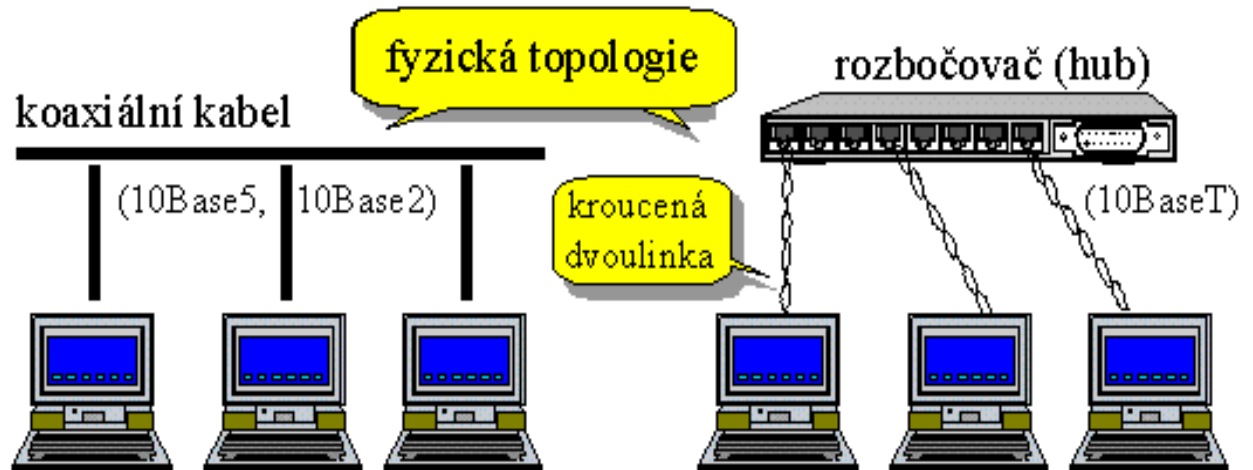 fyzická topologie
koaxiální kabel
(10Base5, 10Base2)
rozbočovač (hub)
kroucená
dvoulinka
(10BaseT)